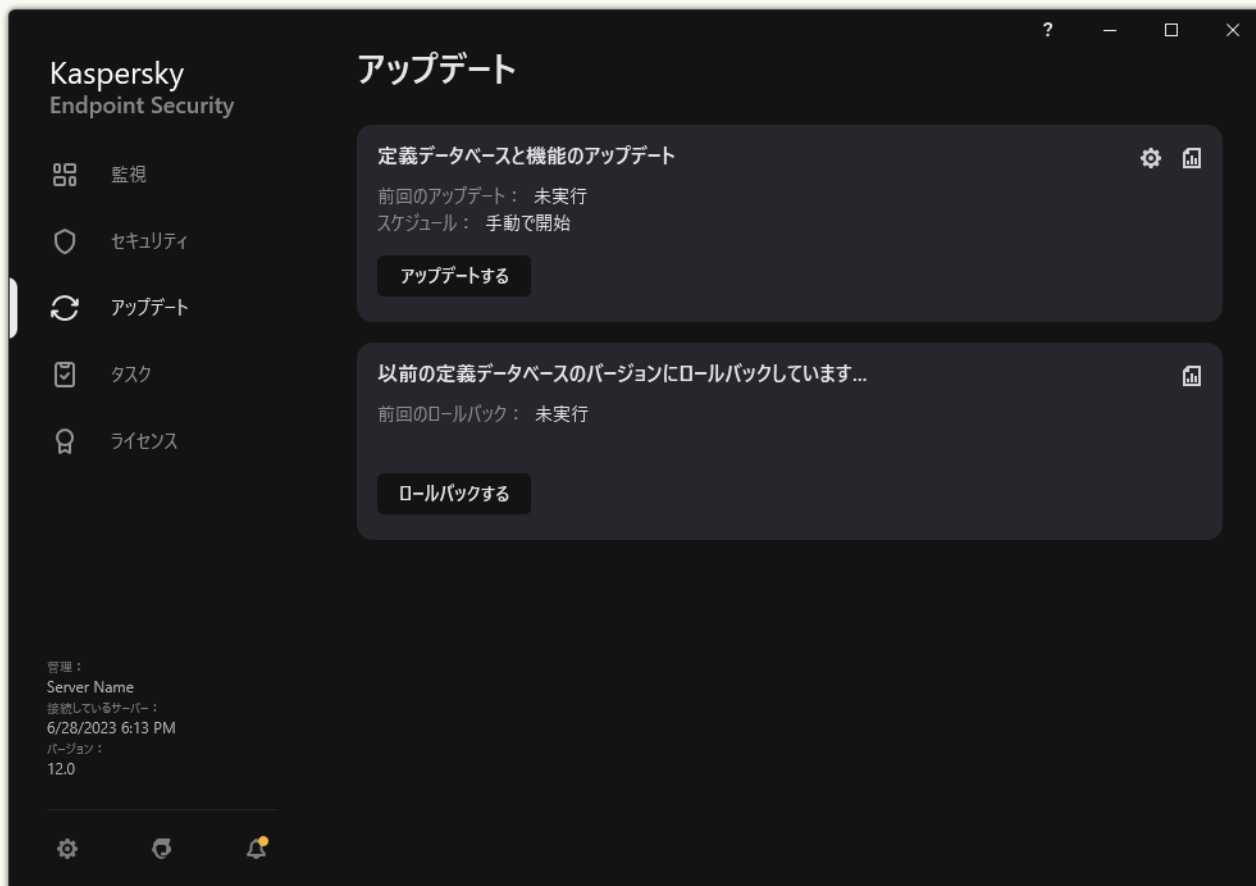 ?
Kaspersky
Endpoint Security
監視
セキュリティ
アップデート
タスク
ライセンス
管理：
Server Name
接続しているサーバー：
6/28/2023 6:13 PM
バージョン：
12.0
アップデート
定義データベースと機能のアップデート
前回のアップデート： 未実行
スケジュール： 手動で開始
アップデートする
以前の定義データベースのバージョンにロールバックしています...
前回のロールバック： 未実行
ロールバックする